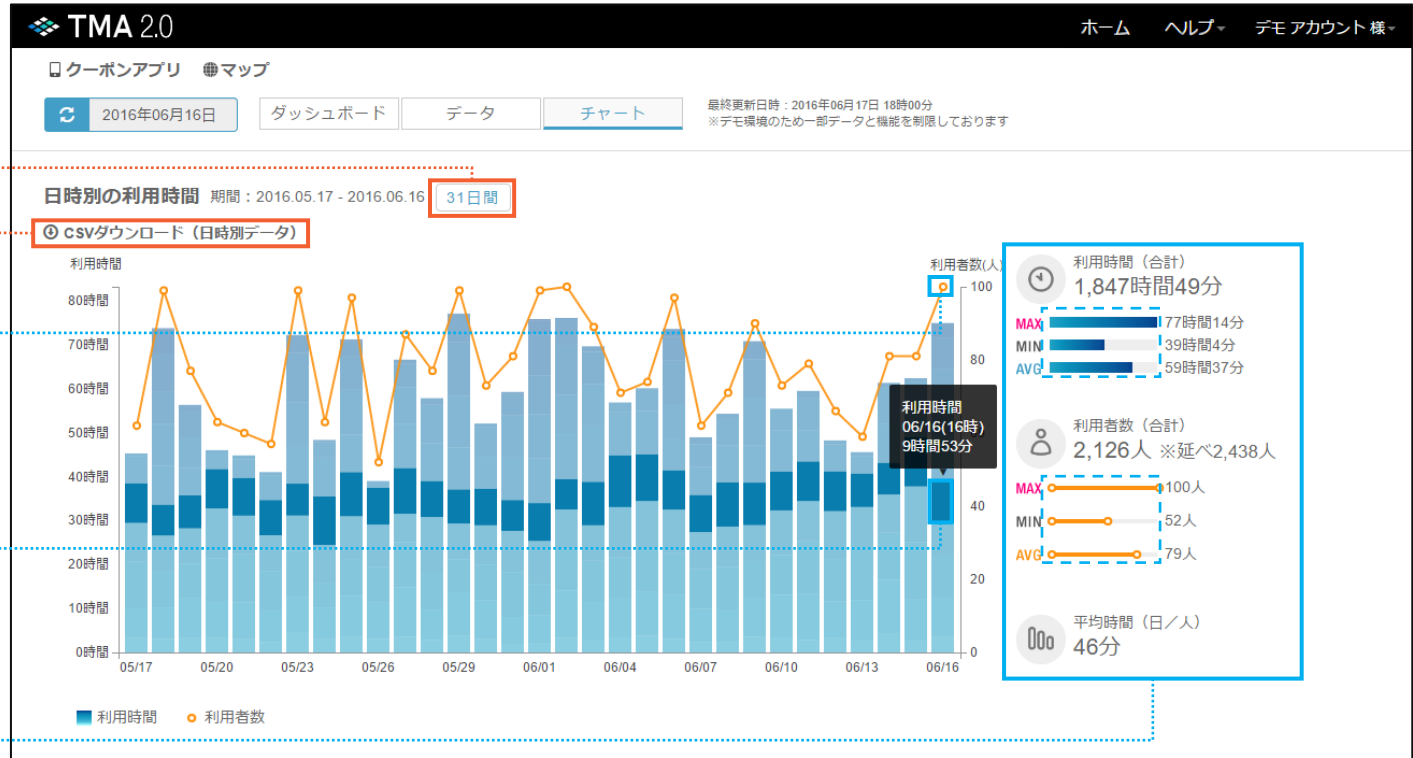 TMA 2.0
ホーム ヘルプ デモ アカウント 様
クーポンアプリ マップ
2016年06月16日 ダッシュボード データ チャート
最終更新日時：2016年06月17日 18時00分
※デモ環境のため一部データと機能を制限しております
日時別の利用時間 期間：2016.05.17 - 2016.06.16 31日間
CSVダウンロード（日時別データ）
利用時間 利用者数(人)
80時間
70時間
60時間
50時間
40時間
30時間
20時間
10時間
0時間
100
80
40
20
0
利用時間
06/16(16時)
9時間53分
05/17 05/20 05/23 05/26 05/29 06/01 06/04 06/07 06/10 06/13 06/16
利用時間 利用者数
利用時間（合計）
1,847時間49分
MAX 77時間14分
MIN 39時間4分
AVG 59時間37分
利用者数（合計）
2,126人 ※延べ2,438人
MAX 100人
MIN 52人
AVG 79人
平均時間（日／人）
46分